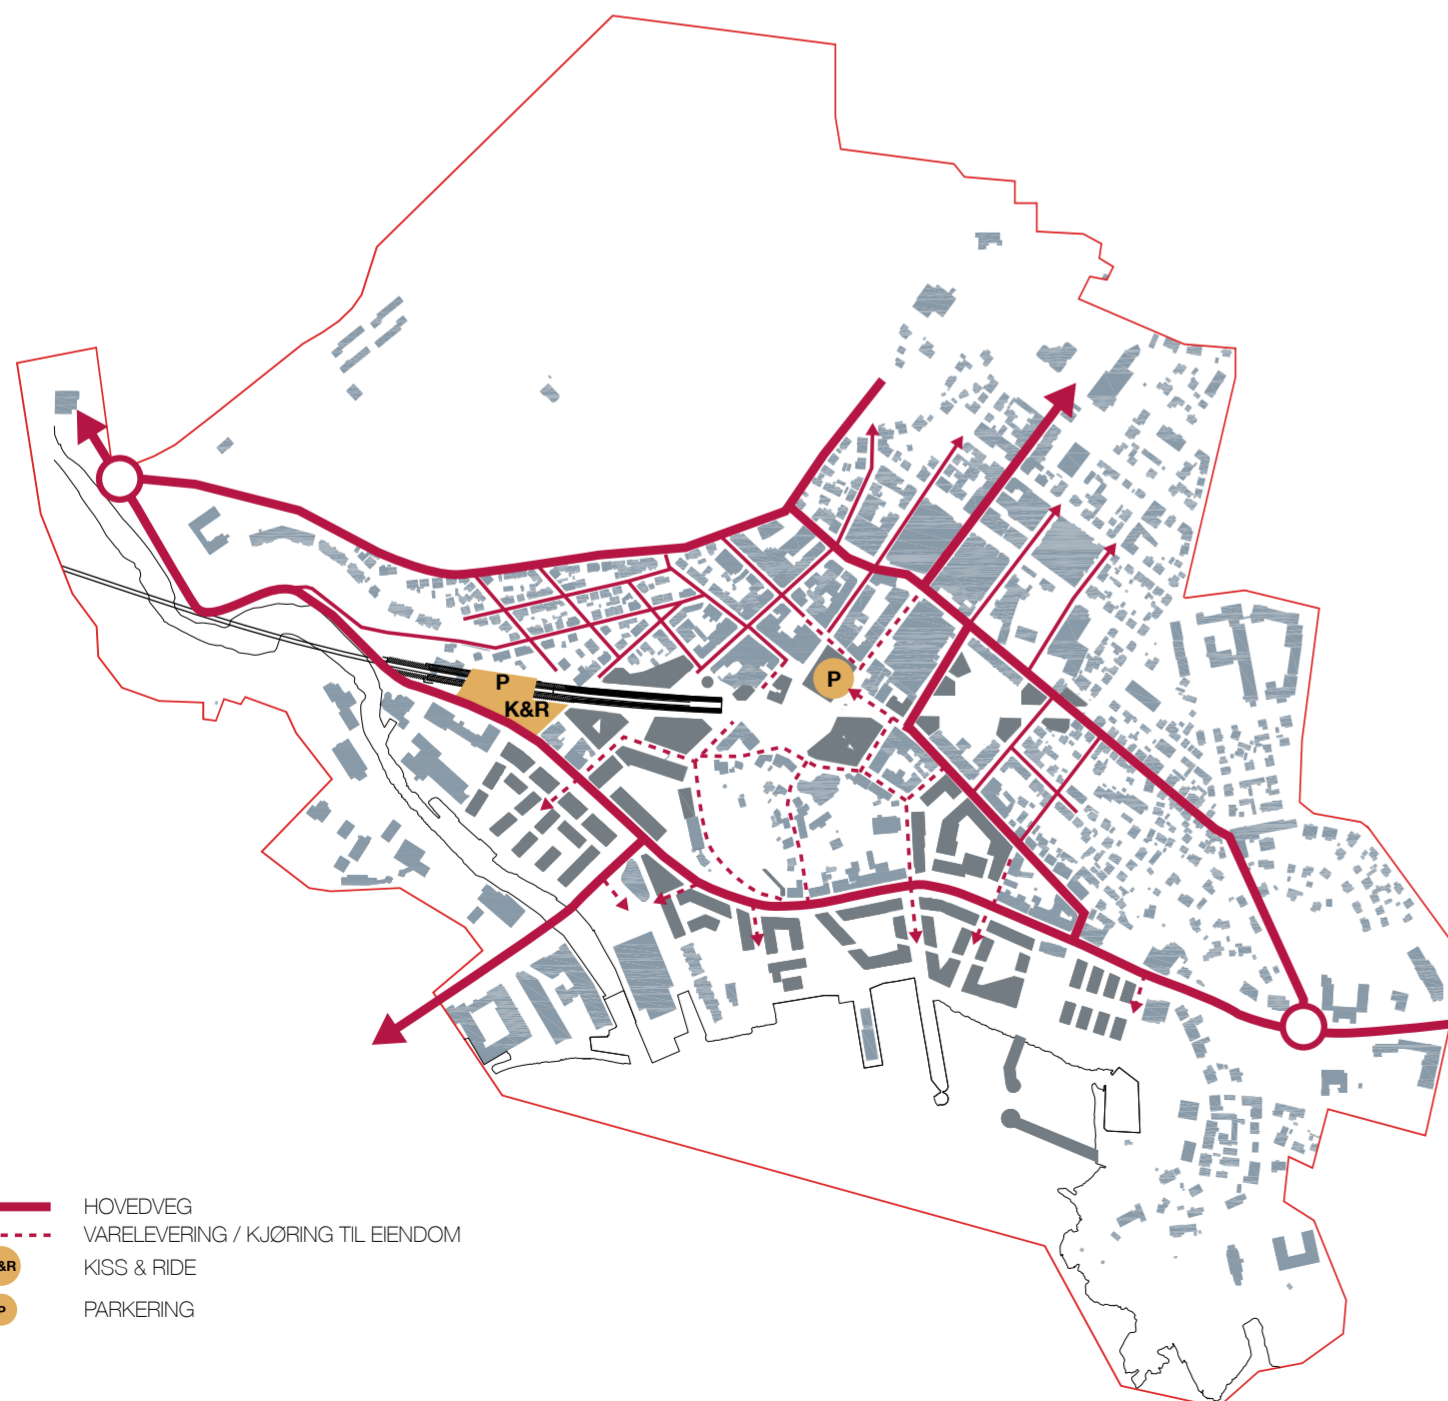 P
K&R
P
HOVEDVEG
VARELEVERING / KJØRING TIL EIENDOM
&R
KISS & RIDE
P
PARKERING